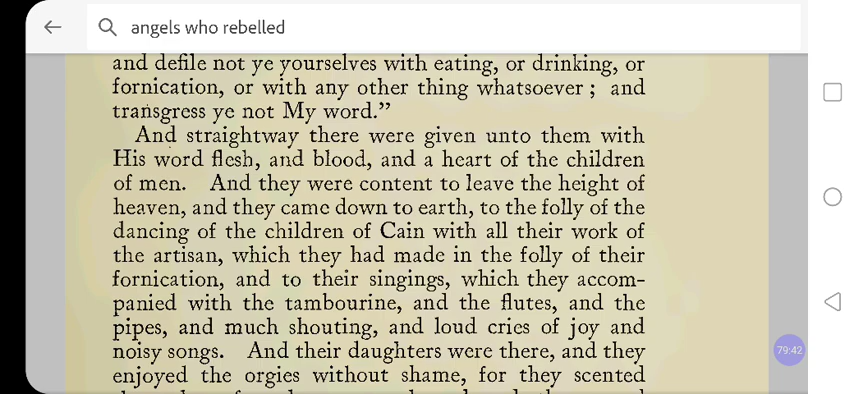 angels who rebelled
and defile not ye yourselves with eating, or drinking, or
fornication, or with any other thing whatsoever ; and
transgress ye not My word.”
And straightway there were given unto them with
His word flesh, and blood, and a heart of the children
of men. And they were content to leave the height of
heaven, and they came down to earth, to the folly of the
dancing of the children of Cain with all their work of
the artisan, which they had made in the folly of their
fornication, and to their singings, which they accom-
panied with the tambourine, and the flutes, and the
pipes, and much shouting, and loud cries of joy and
noisy songs. And their daughters were there, and they
enjoyed the orgies without shame, for they scented
79:42